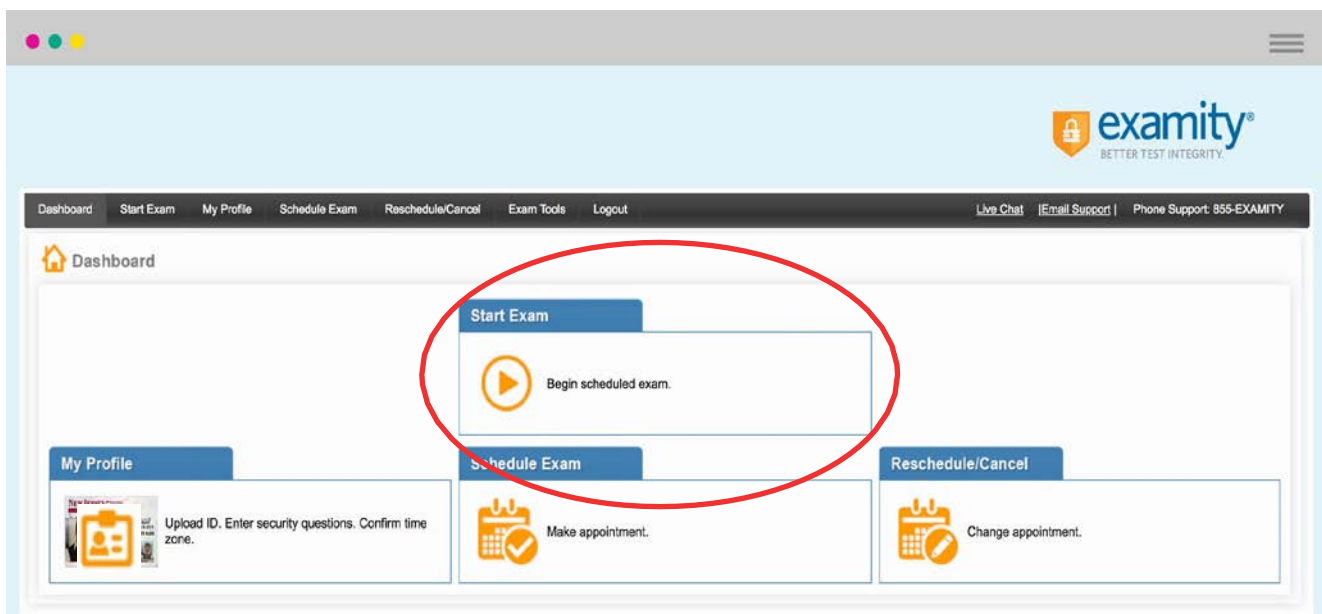 examity®
BETTER TEST INTEGRITY.
Dashboard Start Exam My Profile Schedule Exam Reschedule/Cancel Exam Tools Logout Live Chat |Email Support| Phone Support: 855-EXAMITY
Dashboard
Start Exam
Begin scheduled exam.
My Profile
Upload ID. Enter security questions. Confirm time
zone.
Schedule Exam
Make appointment.
Reschedule/Cancel
Change appointment.